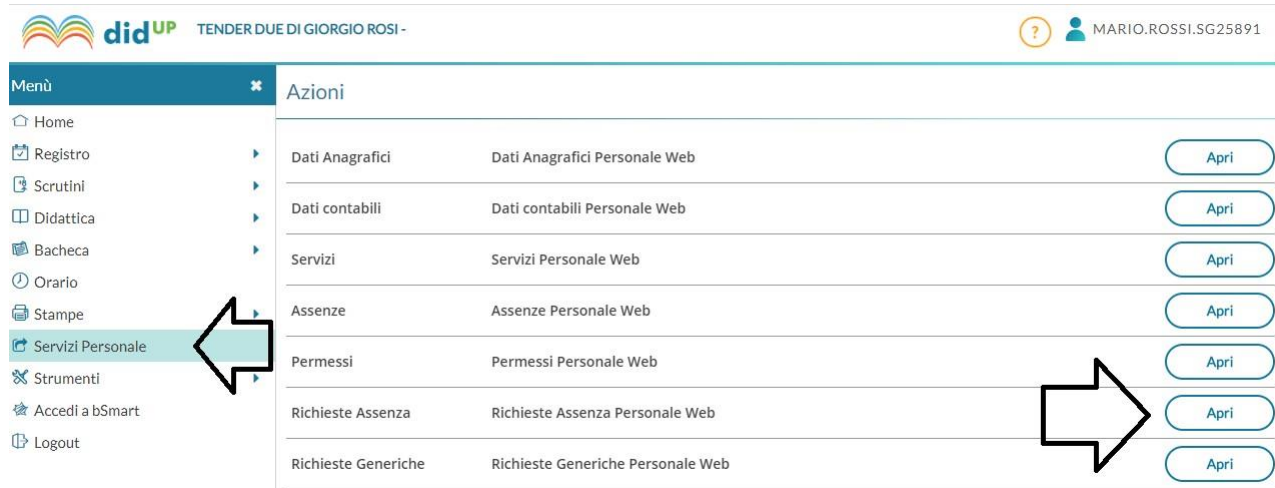 did UP TENDER DUE DI GIORGIO ROSI - ? MARIO.ROSSI.SG25891
Menù
Home
Registro
Scrutini
Didattica
Bacheca
Orario
Stampe
Servizi Personale
Strumenti
Accedi a bSmart
Logout
Azioni
Dati Anagrafici Dati Anagrafici Personale Web Apri
Dati contabili Dati contabili Personale Web Apri
Servizi Servizi Personale Web Apri
Assenze Assenze Personale Web Apri
Permessi Permessi Personale Web Apri
Richieste Assenza Richieste Assenza Personale Web Apri
Richieste Generiche Richieste Generiche Personale Web Apri